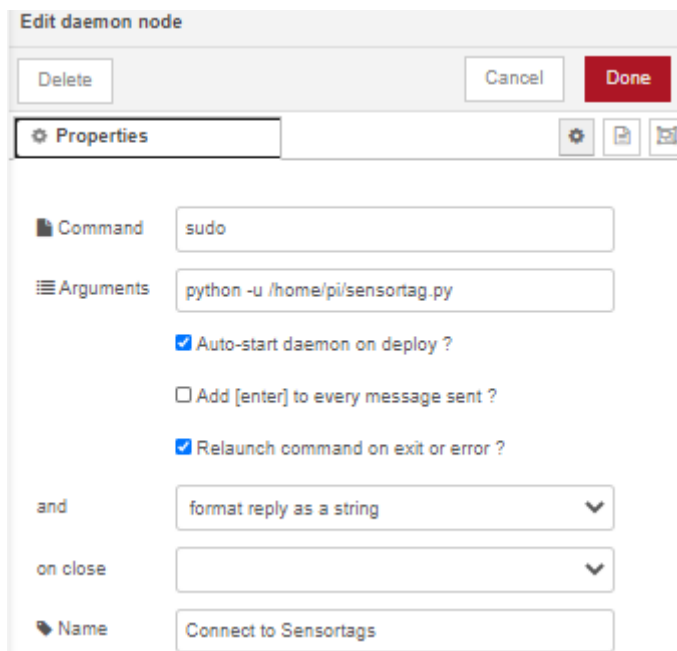 Edit daemon node
Delete Cancel Done
Properties
Command sudo
Arguments python -u /home/pi/sensortag.py
Auto-start daemon on deploy ?
Add [enter] to every message sent ?
Relaunch command on exit or error ?
and format reply as a string
on close
Name Connect to Sensortags